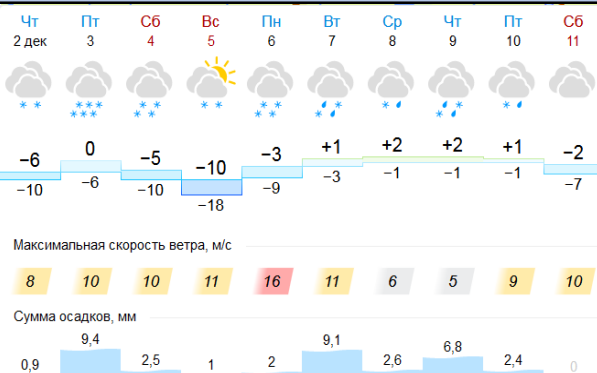 Чт Пт Сб Вс Пн Вт Ср Чт Пт Сб
2 дек 3 4 5 6 7 8 9 10 11
−6 0 −5 −10 −3 +1 +2 +2 +1 −2
−10 −6 −10 −18 −9 −3 −1 −1 −1 −7
Максимальная скорость ветра, м/с
8 10 10 11 16 11 6 5 9 10
Сумма осадков, мм
0,9 9,4 2,5 1 2 9,1 2,6 6,8 2,4 0